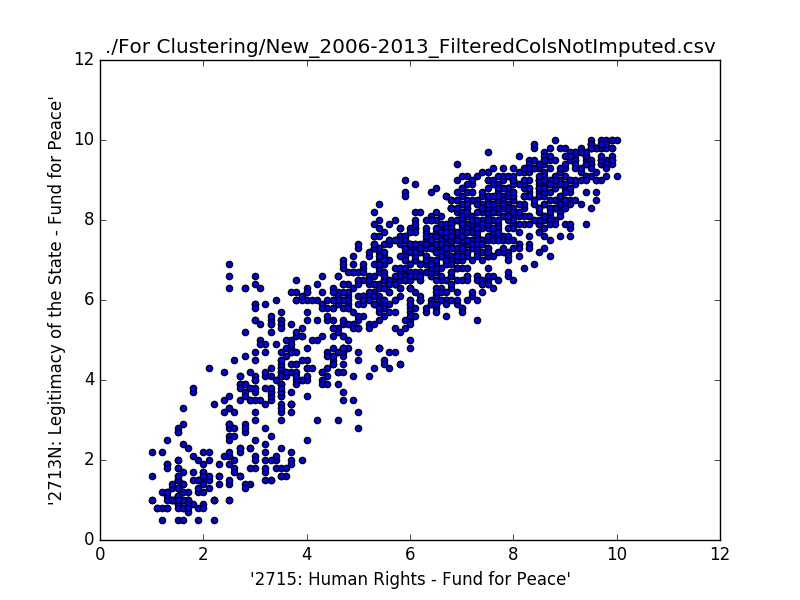 ./For Clustering/New_2006-2013_FilteredColsNotImputed.csv
12
10
8
6
4
2
0
'2713N: Legitimacy of the State - Fund for Peace'
0 2 4 6 8 10 12
'2715: Human Rights - Fund for Peace'